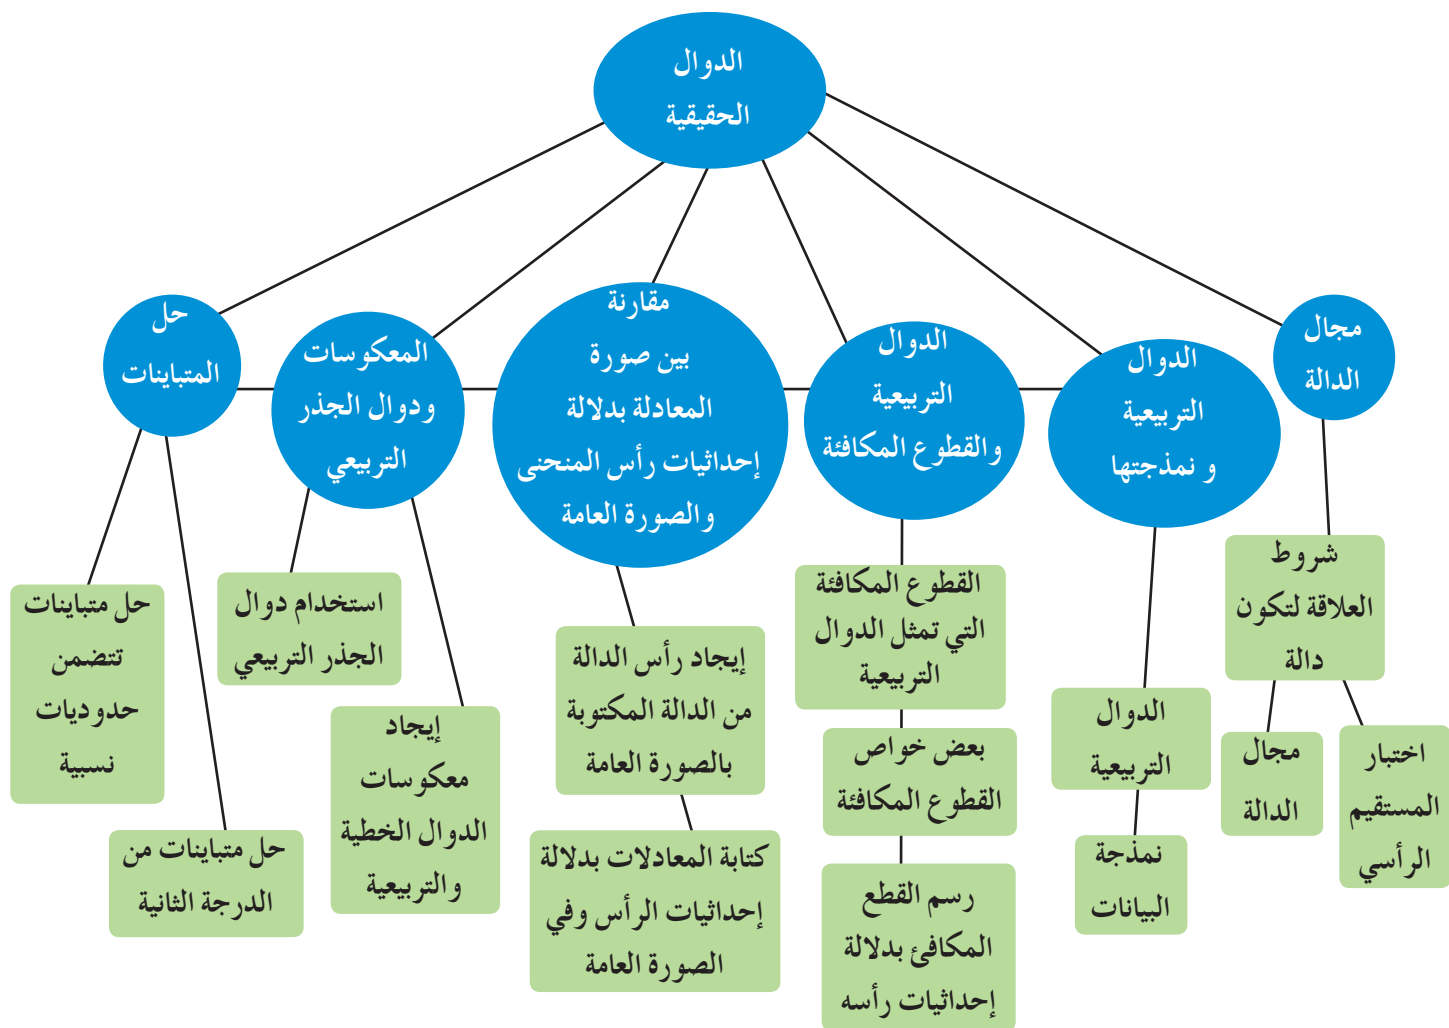 الدوال
الحقيقية
مجال
الدالة
الدوال
التربيعية
و نمذجتها
الدوال
التربيعية
والقطوع المكافئة
مقارنة
بين صورة
المعادلة بدلالة
إحداثيات رأس المنحنى
والصورة العامة
المعكوسات
ودوال الجذر
التربيعي
حل
المتباينات
شروط
العلاقة لتكون
دالة
اختبار
المستقيم
الرأسي
مجال
الدالة
الدوال
التربيعية
نمذجة
البيانات
القطوع المكافئة
التي تمثل الدوال
التربيعية
بعض خواص
القطوع المكافئة
رسم القطع
المكافئ بدلالة
إحداثيات رأسه
إيجاد رأس الدالة
من الدالة المكتوبة
بالصورة العامة
كتابة المعادلات بدلالة
إحداثيات الرأس وفي
الصورة العامة
استخدام دوال
الجذر التربيعي
إيجاد
معكوسات
الدوال الخطية
والتربيعية
حل متباينات
تتضمن
حدوديات
نسبية
حل متباينات من
الدرجة الثانية